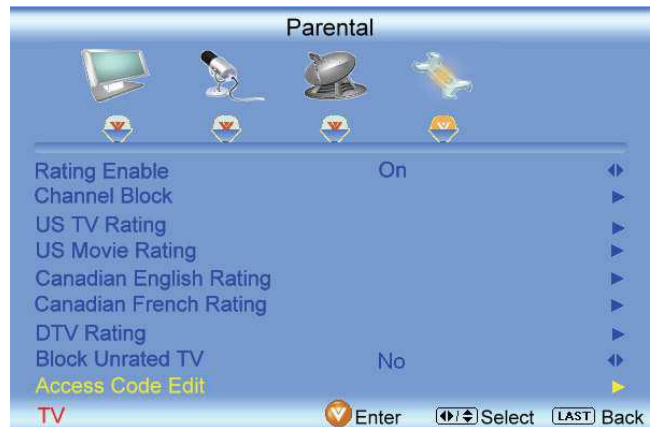 Parental
Rating Enable On
Channel Block
US TV Rating
US Movie Rating
Canadian English Rating
Canadian French Rating
DTV Rating
Block Unrated TV No
Access Code Edit
TV Enter Select LAST Back